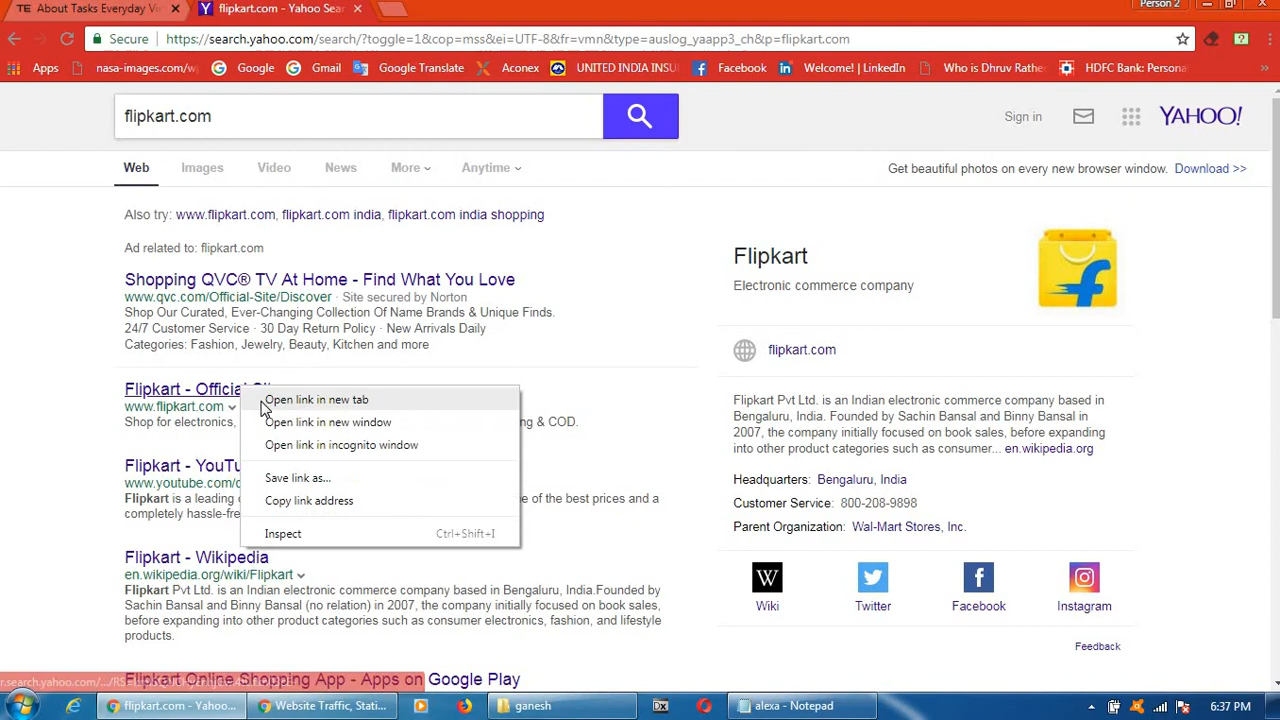 TE About Tasks Everyday Vir
flipkart.com - Yahoo Sear
Person 2
Secure https://search.yahoo.com/search/?toggle=1&cop=mss&ei=UTF-8&fr=vmn&type=auslog_yaapp3_ch&p=flipkart.com
Apps nasa-images.com/w Google Gmail Google Translate Aconex UNITED INDIA INSU Facebook Welcome! | LinkedIn Who is Dhruv Rathe HDFC Bank: Persona »
flipkart.com
Sign in YAHOO!
Web Images Video News More Anytime
Get beautiful photos on every new browser window. Download >>
Also try: www.flipkart.com, flipkart.com india, flipkart.com india shopping
Ad related to: flipkart.com
Shopping QVC® TV At Home - Find What You Love
www.qvc.com/Official-Site/Discover · Site secured by Norton
Shop Our Curated, Ever-Changing Collection Of Name Brands & Unique Finds.
24/7 Customer Service · 30 Day Return Policy · New Arrivals Daily
Categories: Fashion, Jewelry, Beauty, Kitchen and more
Flipkart - Official Sit
www.flipkart.com
Shop for electronics, ng & COD.
Open link in new tab
Open link in new window
Open link in incognito window
Save link as...
Copy link address
Inspect Ctrl+Shift+I
Flipkart - YouTu
www.youtube.com/c
Flipkart is a leading e of the best prices and a
completely hassle-fre
Flipkart - Wikipedia
en.wikipedia.org/wiki/Flipkart
Flipkart Pvt Ltd. is an Indian electronic commerce company based in Bengaluru, India.Founded by
Sachin Bansal and Binny Bansal (no relation) in 2007, the company initially focused on book sales,
before expanding into other product categories such as consumer electronics, fashion, and lifestyle
products.
Flipkart Online Shopping App - Apps on Google Play
Flipkart
Electronic commerce company
flipkart.com
Flipkart Pvt Ltd. is an Indian electronic commerce company based in
Bengaluru, India. Founded by Sachin Bansal and Binny Bansal in
2007, the company initially focused on book sales, before expanding
into other product categories such as consumer... en.wikipedia.org
Headquarters: Bengaluru, India
Customer Service: 800-208-9898
Parent Organization: Wal-Mart Stores, Inc.
W
Wiki Twitter Facebook Instagram
Feedback
flipkart.com - Yahoo...
Website Traffic, Stati...
ganesh
Dx
alexa - Notepad
6:37 PM